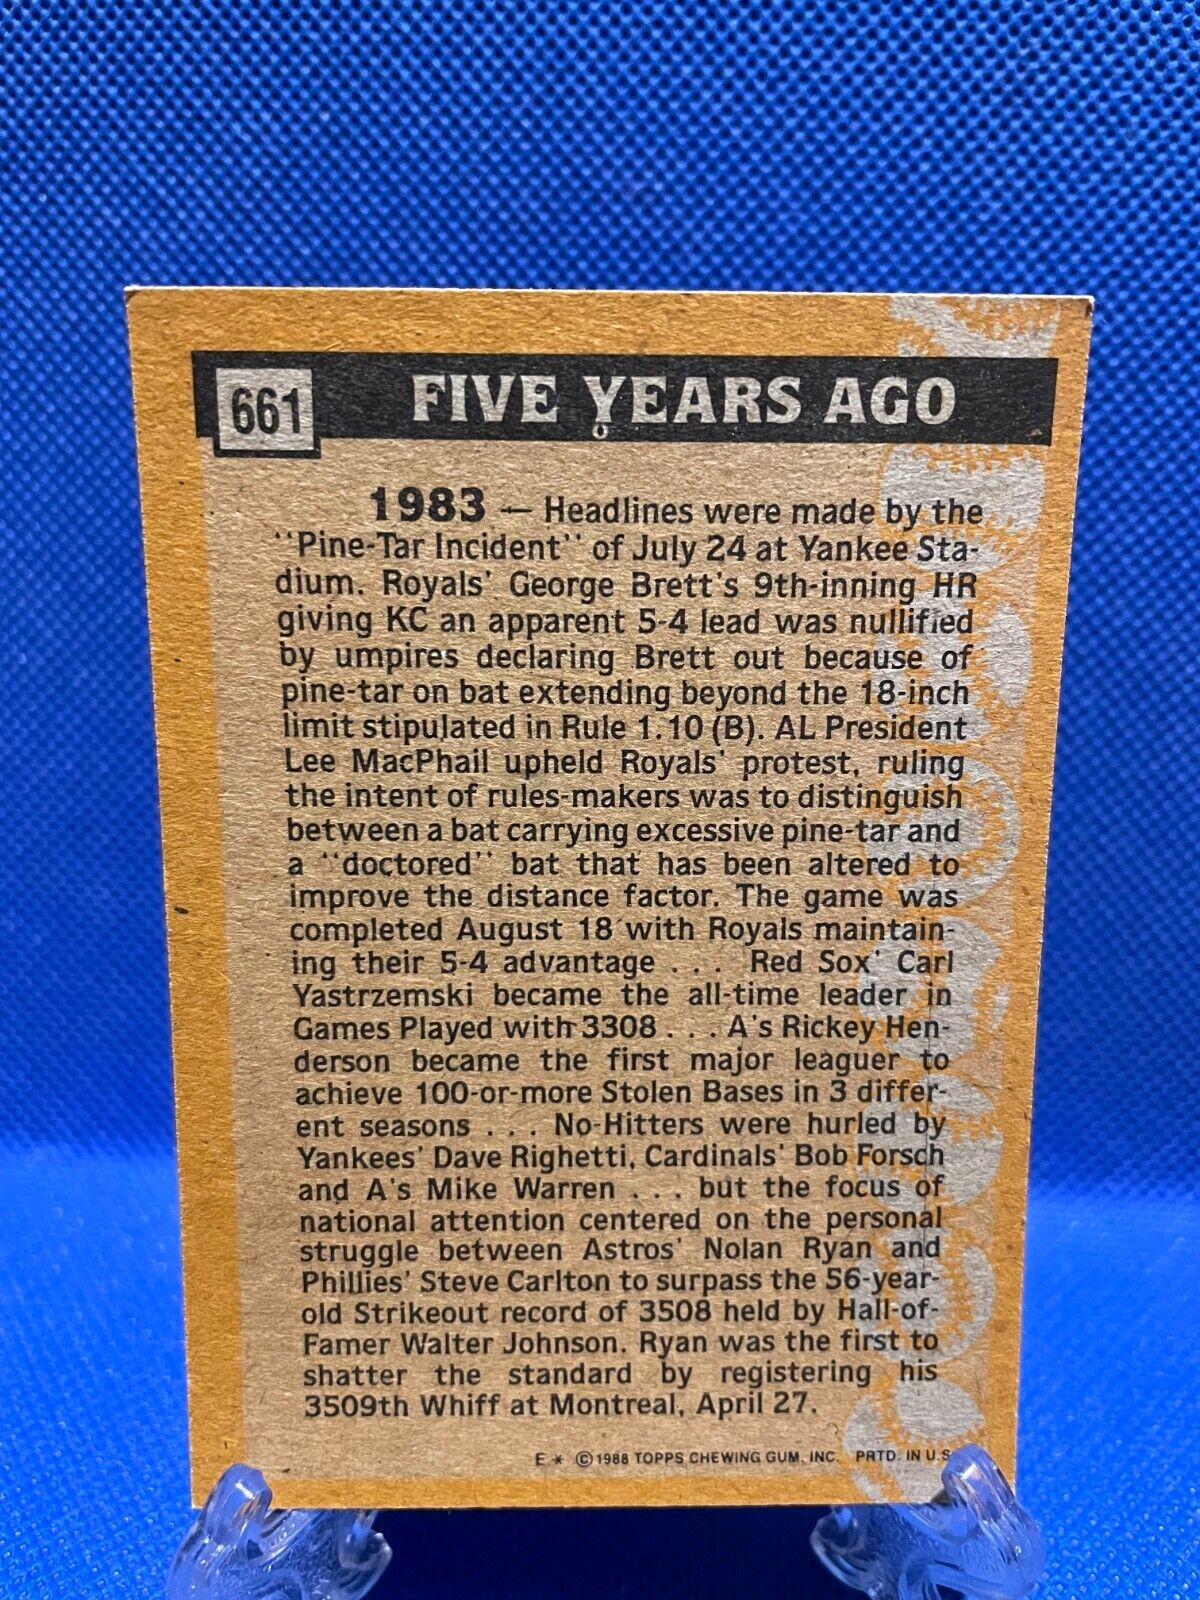 661 FIVE YEARS AGO
1983 — Headlines were made by the
"Pine-Tar Incident" of July 24 at Yankee Sta-
dium. Royals' George Brett's 9th-inning HR
giving KC an apparent 5-4 lead was nullified
by umpires declaring Brett out because of
pine-tar on bat extending beyond the 18-inch
limit stipulated in Rule 1.10 (B). AL President
Lee MacPhail upheld Royals' protest, ruling
the intent of rules-makers was to distinguish
between a bat carrying excessive pine-tar and
a "doctored" bat that has been altered to
improve the distance factor. The game was
completed August 18 with Royals maintain-
ing their 5-4 advantage . . . Red Sox' Carl
Yastrzemski became the all-time leader in
Games Played with 3308 . . . A's Rickey Hen-
derson became the first major leaguer to
achieve 100-or-more Stolen Bases in 3 differ-
ent seasons . . . No-Hitters were hurled by
Yankees' Dave Righetti, Cardinals' Bob Forsch
and A's Mike Warren . . . but the focus of
national attention centered on the personal
struggle between Astros' Nolan Ryan and
Phillies' Steve Carlton to surpass the 56-year-
old Strikeout record of 3508 held by Hall-of-
Famer Walter Johnson. Ryan was the first to
shatter the standard by registering his
3509th Whiff at Montreal, April 27.
E * © 1988 TOPPS CHEWING GUM, INC. PRTD. IN U.S